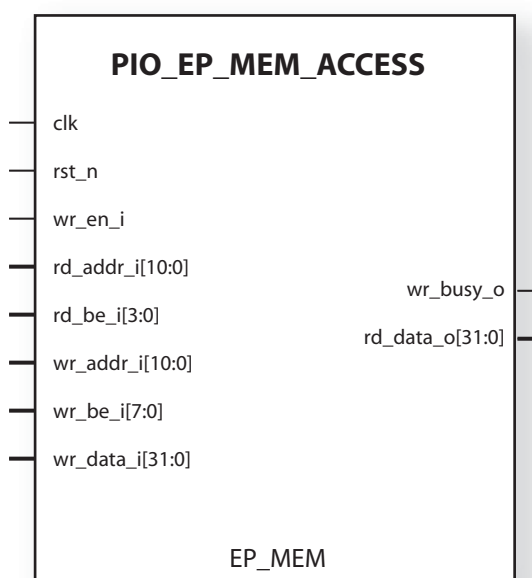 PIO_EP_MEM_ACCESS
clk
rst_n
wr_en_i
rd_addr_i[10:0]
rd_be_i[3:0]
wr_addr_i[10:0]
wr_be_i[7:0]
wr_data_i[31:0]
wr_busy_o
rd_data_o[31:0]
EP_MEM